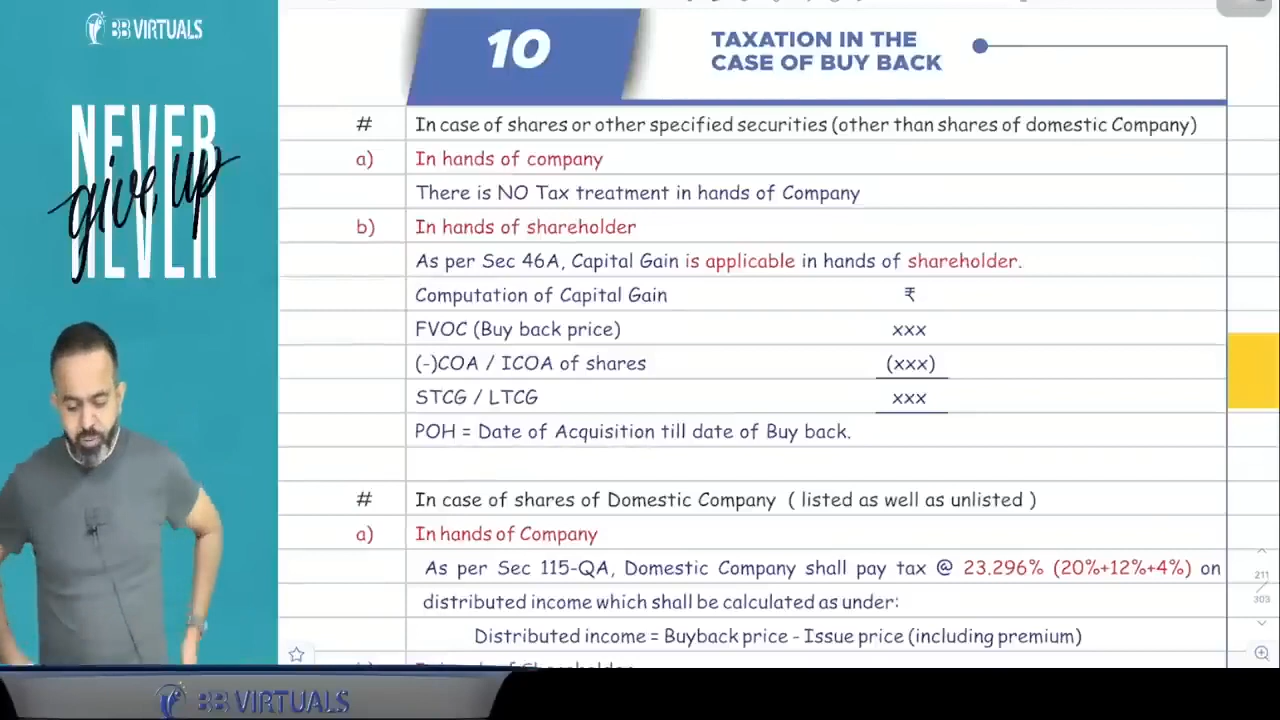 BB VIRTUALS
NEVER
give up
NEVER
10
TAXATION IN THE
CASE OF BUY BACK
# In case of shares or other specified securities (other than shares of domestic Company)
a) In hands of company
There is NO Tax treatment in hands of Company
b) In hands of shareholder
As per Sec 46A, Capital Gain is applicable in hands of shareholder.
Computation of Capital Gain ₹
FVOC (Buy back price) xxx
(-)COA / ICOA of shares (xxx)
STCG / LTCG xxx
POH = Date of Acquisition till date of Buy back.
# In case of shares of Domestic Company ( listed as well as unlisted )
a) In hands of Company
As per Sec 115-QA, Domestic Company shall pay tax @ 23.296% (20%+12%+4%) on
distributed income which shall be calculated as under:
Distributed income = Buyback price - Issue price (including premium)
211
303
BB VIRTUALS